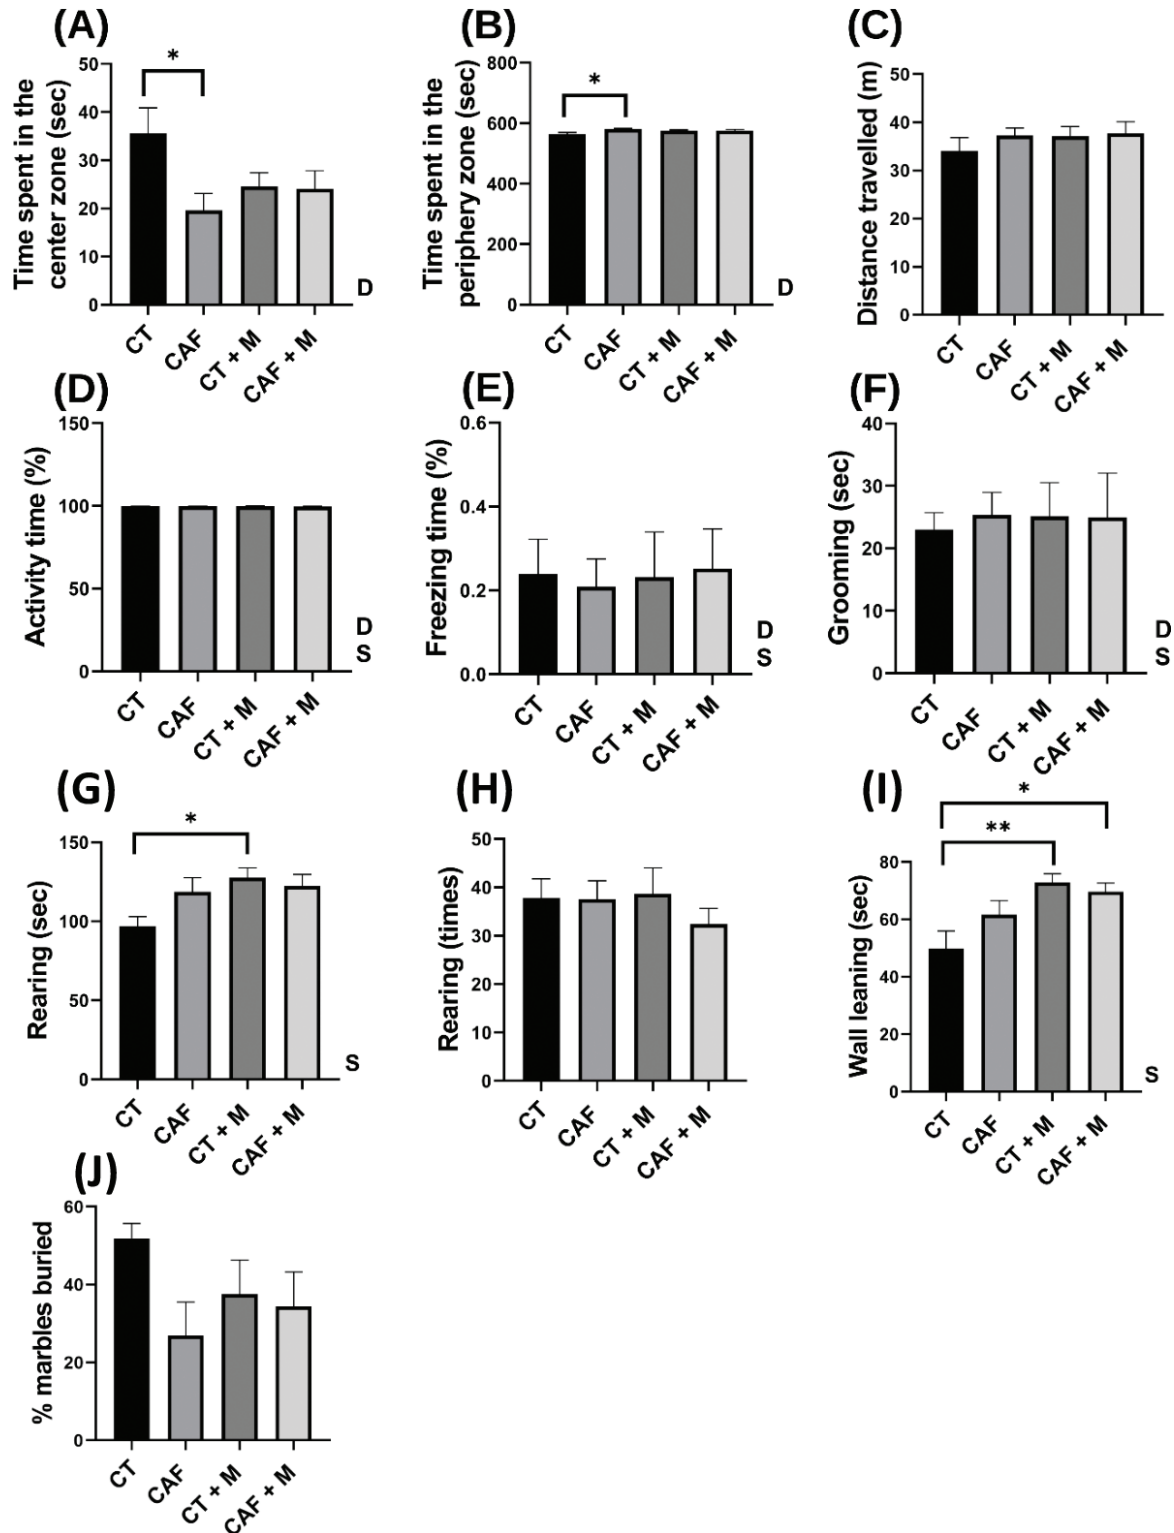 (A)
Time spent in the
center zone (sec)
50
40
30
20
10
0
*
D
CT
CAF
CT + M
CAF + M
(B)
Time spent in the
periphery zone (sec)
800
600
400
200
0
*
D
CT
CAF
CT + M
CAF + M
(C)
Distance travelled (m)
50
40
30
20
10
0
CT
CAF
CT + M
CAF + M
(D)
Activity time (%)
150
100
50
0
D
S
CT
CAF
CT + M
CAF + M
(E)
Freezing time (%)
0.6
0.4
0.2
0.0
D
S
CT
CAF
CT + M
CAF + M
(F)
Grooming (sec)
40
30
20
10
0
D
S
CT
CAF
CT + M
CAF + M
(G)
Rearing (sec)
150
100
50
0
*
S
CT
CAF
CT + M
CAF + M
(H)
Rearing (times)
50
40
30
20
10
0
CT
CAF
CT + M
CAF + M
(I)
Wall leaning (sec)
80
60
40
20
0
*
**
S
CT
CAF
CT + M
CAF + M
(J)
% marbles buried
60
40
20
0
CT
CAF
CT + M
CAF + M